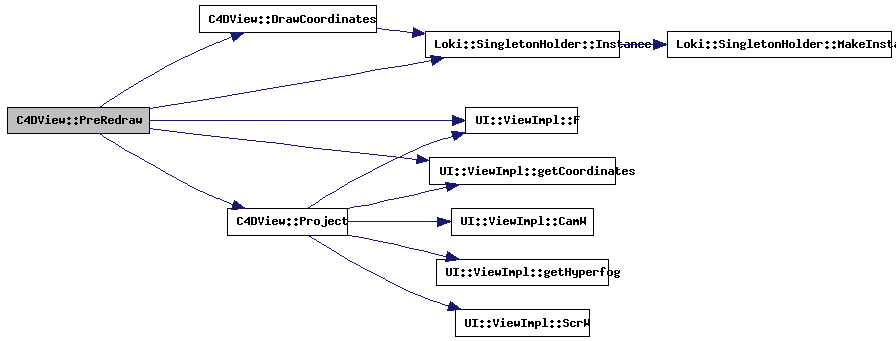 C4DView::DrawCoordinates
Loki::SingletonHolder::Instance
Loki::SingletonHolder::MakeInsta
C4DView::PreRedraw
UI::ViewImpl::F
UI::ViewImpl::getCoordinates
C4DView::Project
UI::ViewImpl::CamW
UI::ViewImpl::getHyperfog
UI::ViewImpl::ScrW